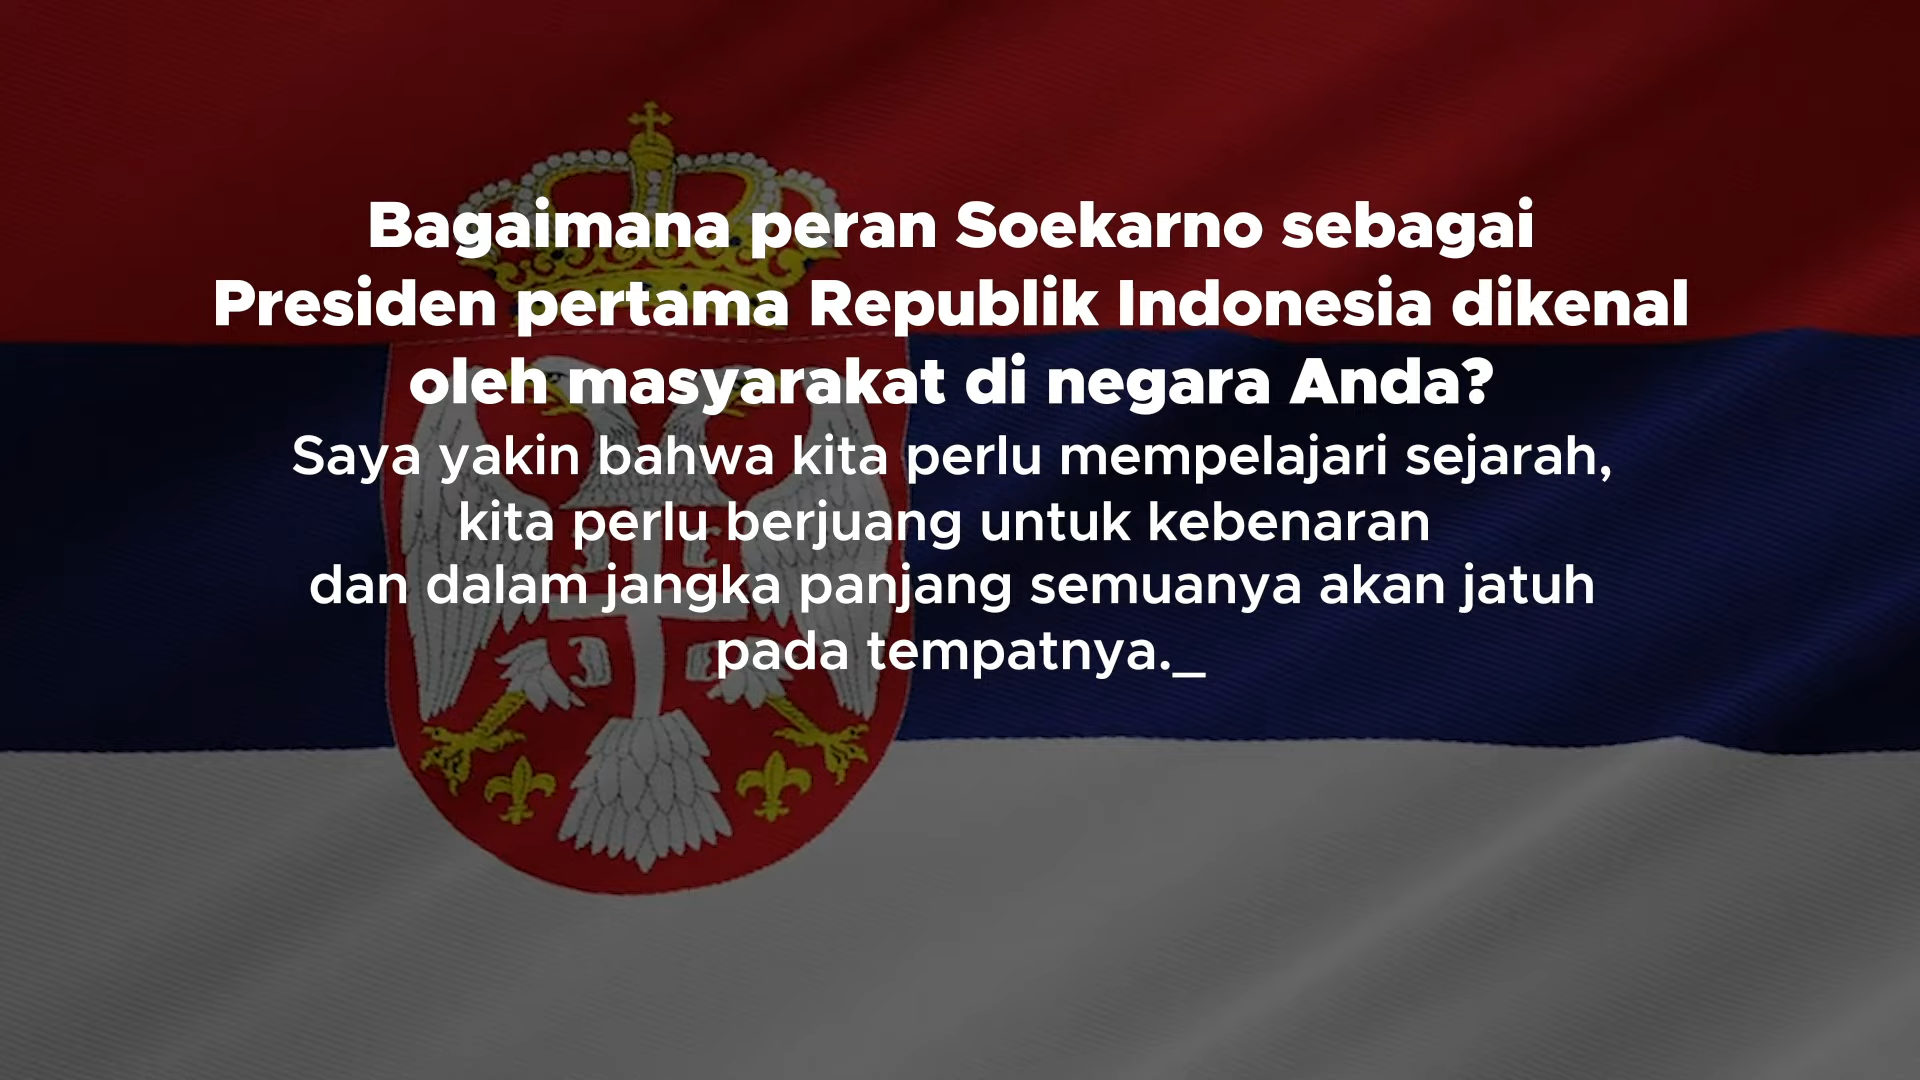 Bagaimana peran Soekarno sebagai
Presiden pertama Republik Indonesia dikenal
oleh masyarakat di negara Anda?
Saya yakin bahwa kita perlu mempelajari sejarah,
kita perlu berjuang untuk kebenaran
dan dalam jangka panjang semuanya akan jatuh
pada tempatnya._